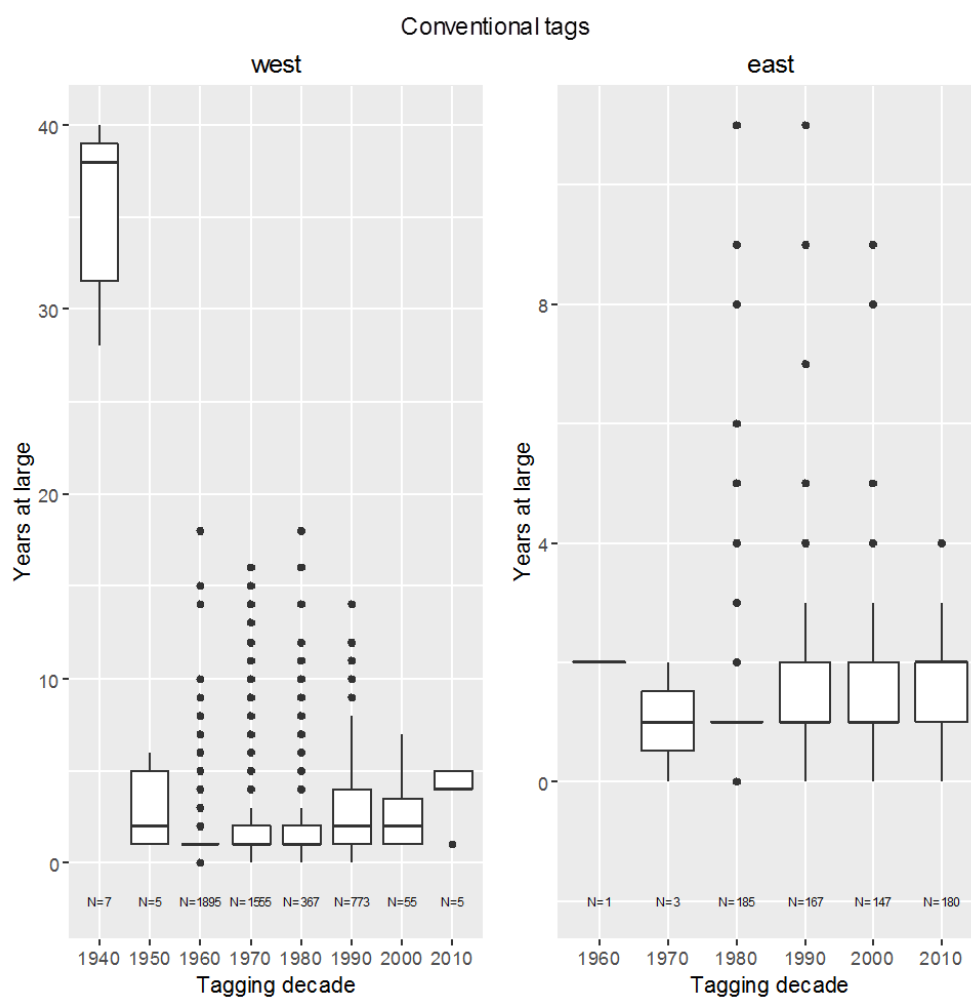 Conventional tags
west
east
Years at large
40
30
20
10
0
N=7 N=5 N=1895 N=1555 N=367 N=773 N=55 N=5
1940 1950 1960 1970 1980 1990 2000 2010
Tagging decade
Years at large
8
4
0
N=1 N=3 N=185 N=167 N=147 N=180
1960 1970 1980 1990 2000 2010
Tagging decade